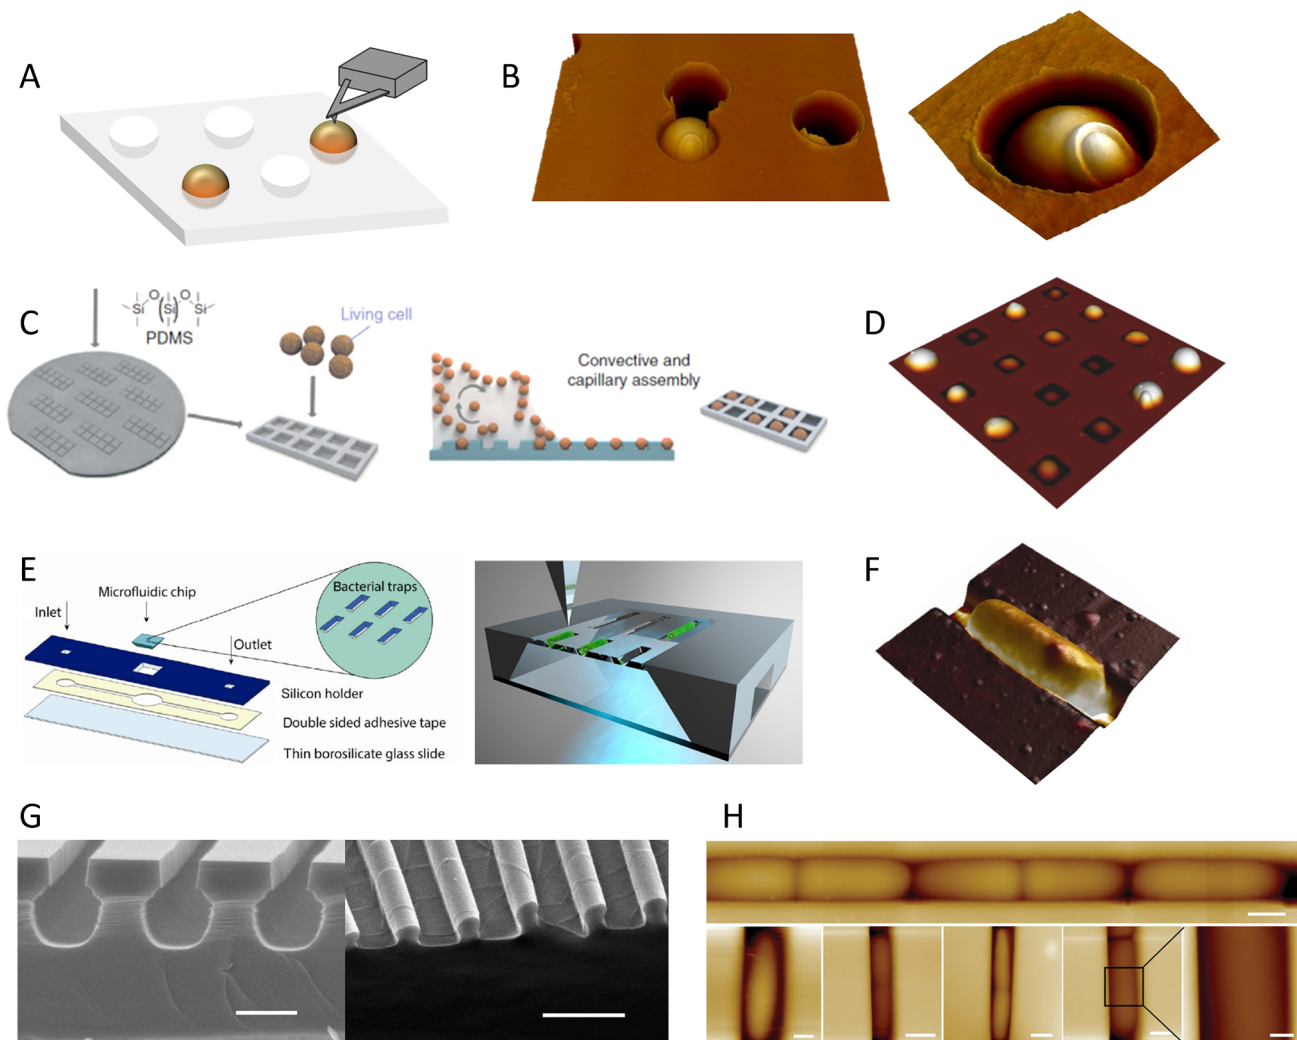 A
B
C
O O
Si (Si) Si
PDMS
Living cell
Convective and
capillary assembly
D
E
Inlet
Microfluidic chip
Bacterial traps
Outlet
Silicon holder
Double sided adhesive tape
Thin borosilicate glass slide
F
G
H